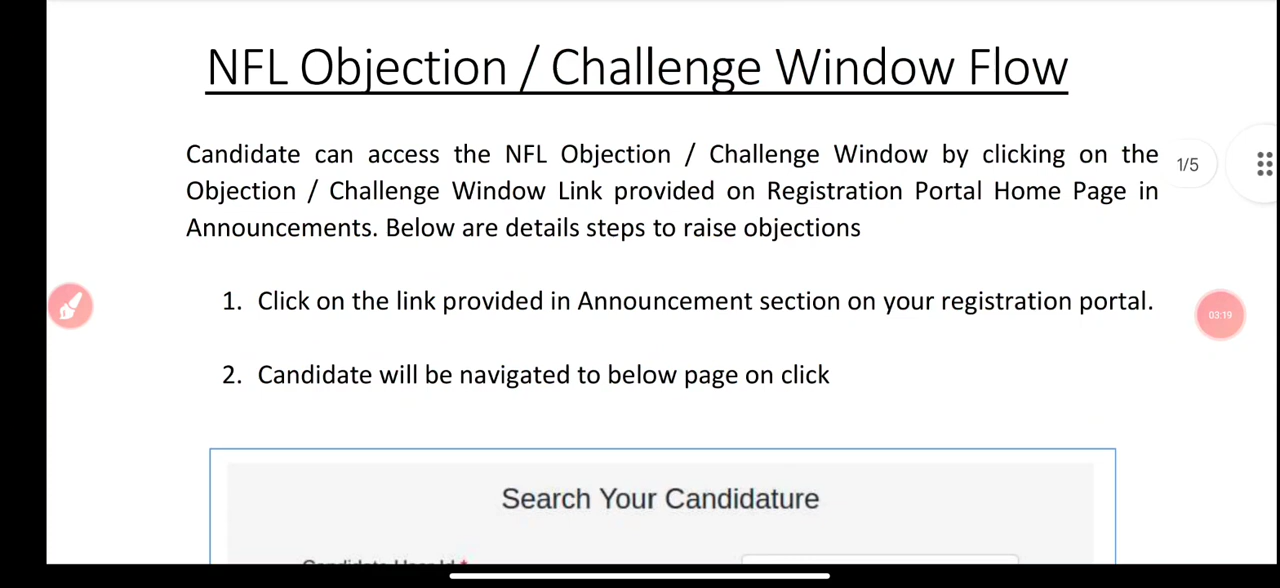 NFL Objection / Challenge Window Flow
Candidate can access the NFL Objection / Challenge Window by clicking on the
Objection / Challenge Window Link provided on Registration Portal Home Page in
Announcements. Below are details steps to raise objections
1/5
1. Click on the link provided in Announcement section on your registration portal.
03:19
2. Candidate will be navigated to below page on click
Search Your Candidature